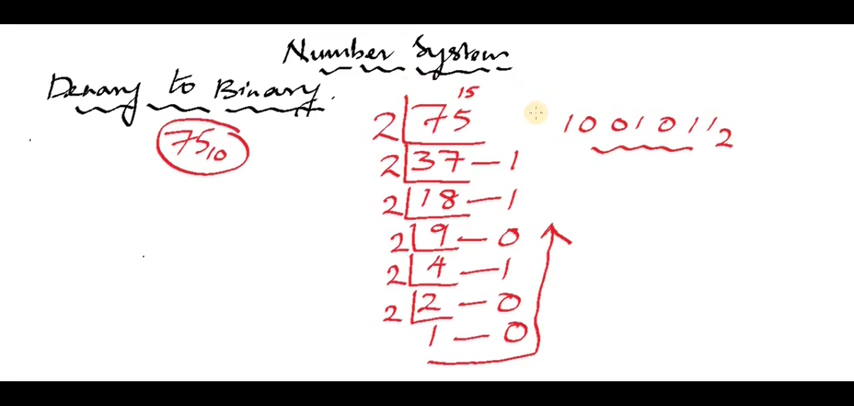 Number System
Denary to Binary.
75₁₀
15
2 75
2 37 — 1
2 18 — 1
2 9 — 0
2 4 — 1
2 2 — 0
1 — 0
1001011₂